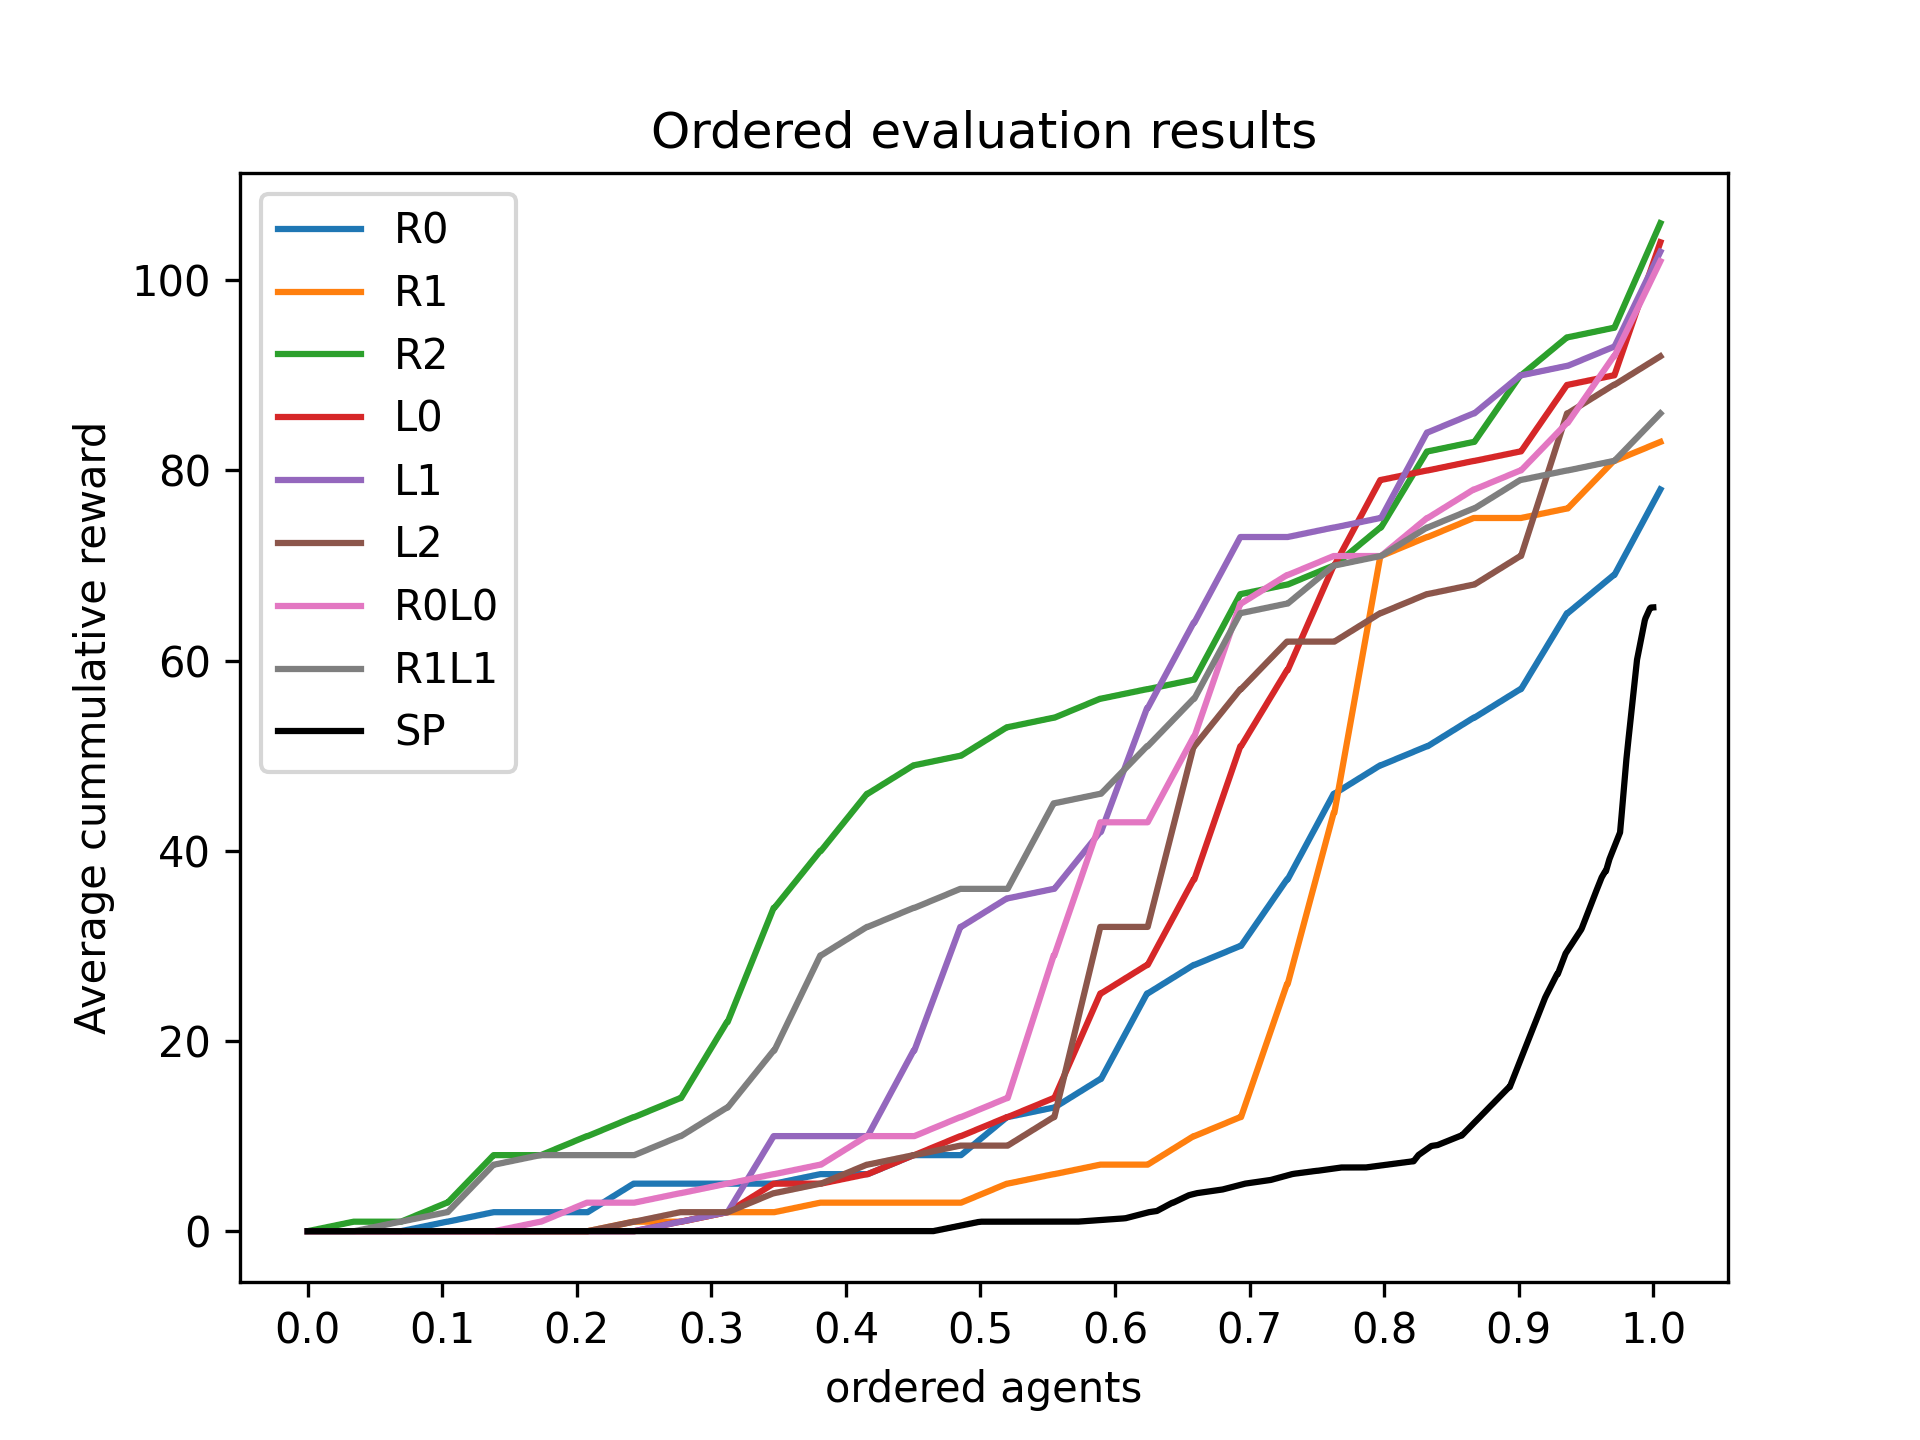 Ordered evaluation results
R0
R1
R2
L0
L1
L2
R0L0
R1L1
SP
Average cummulative reward
100
80
60
40
20
0
0.0 0.1 0.2 0.3 0.4 0.5 0.6 0.7 0.8 0.9 1.0
ordered agents